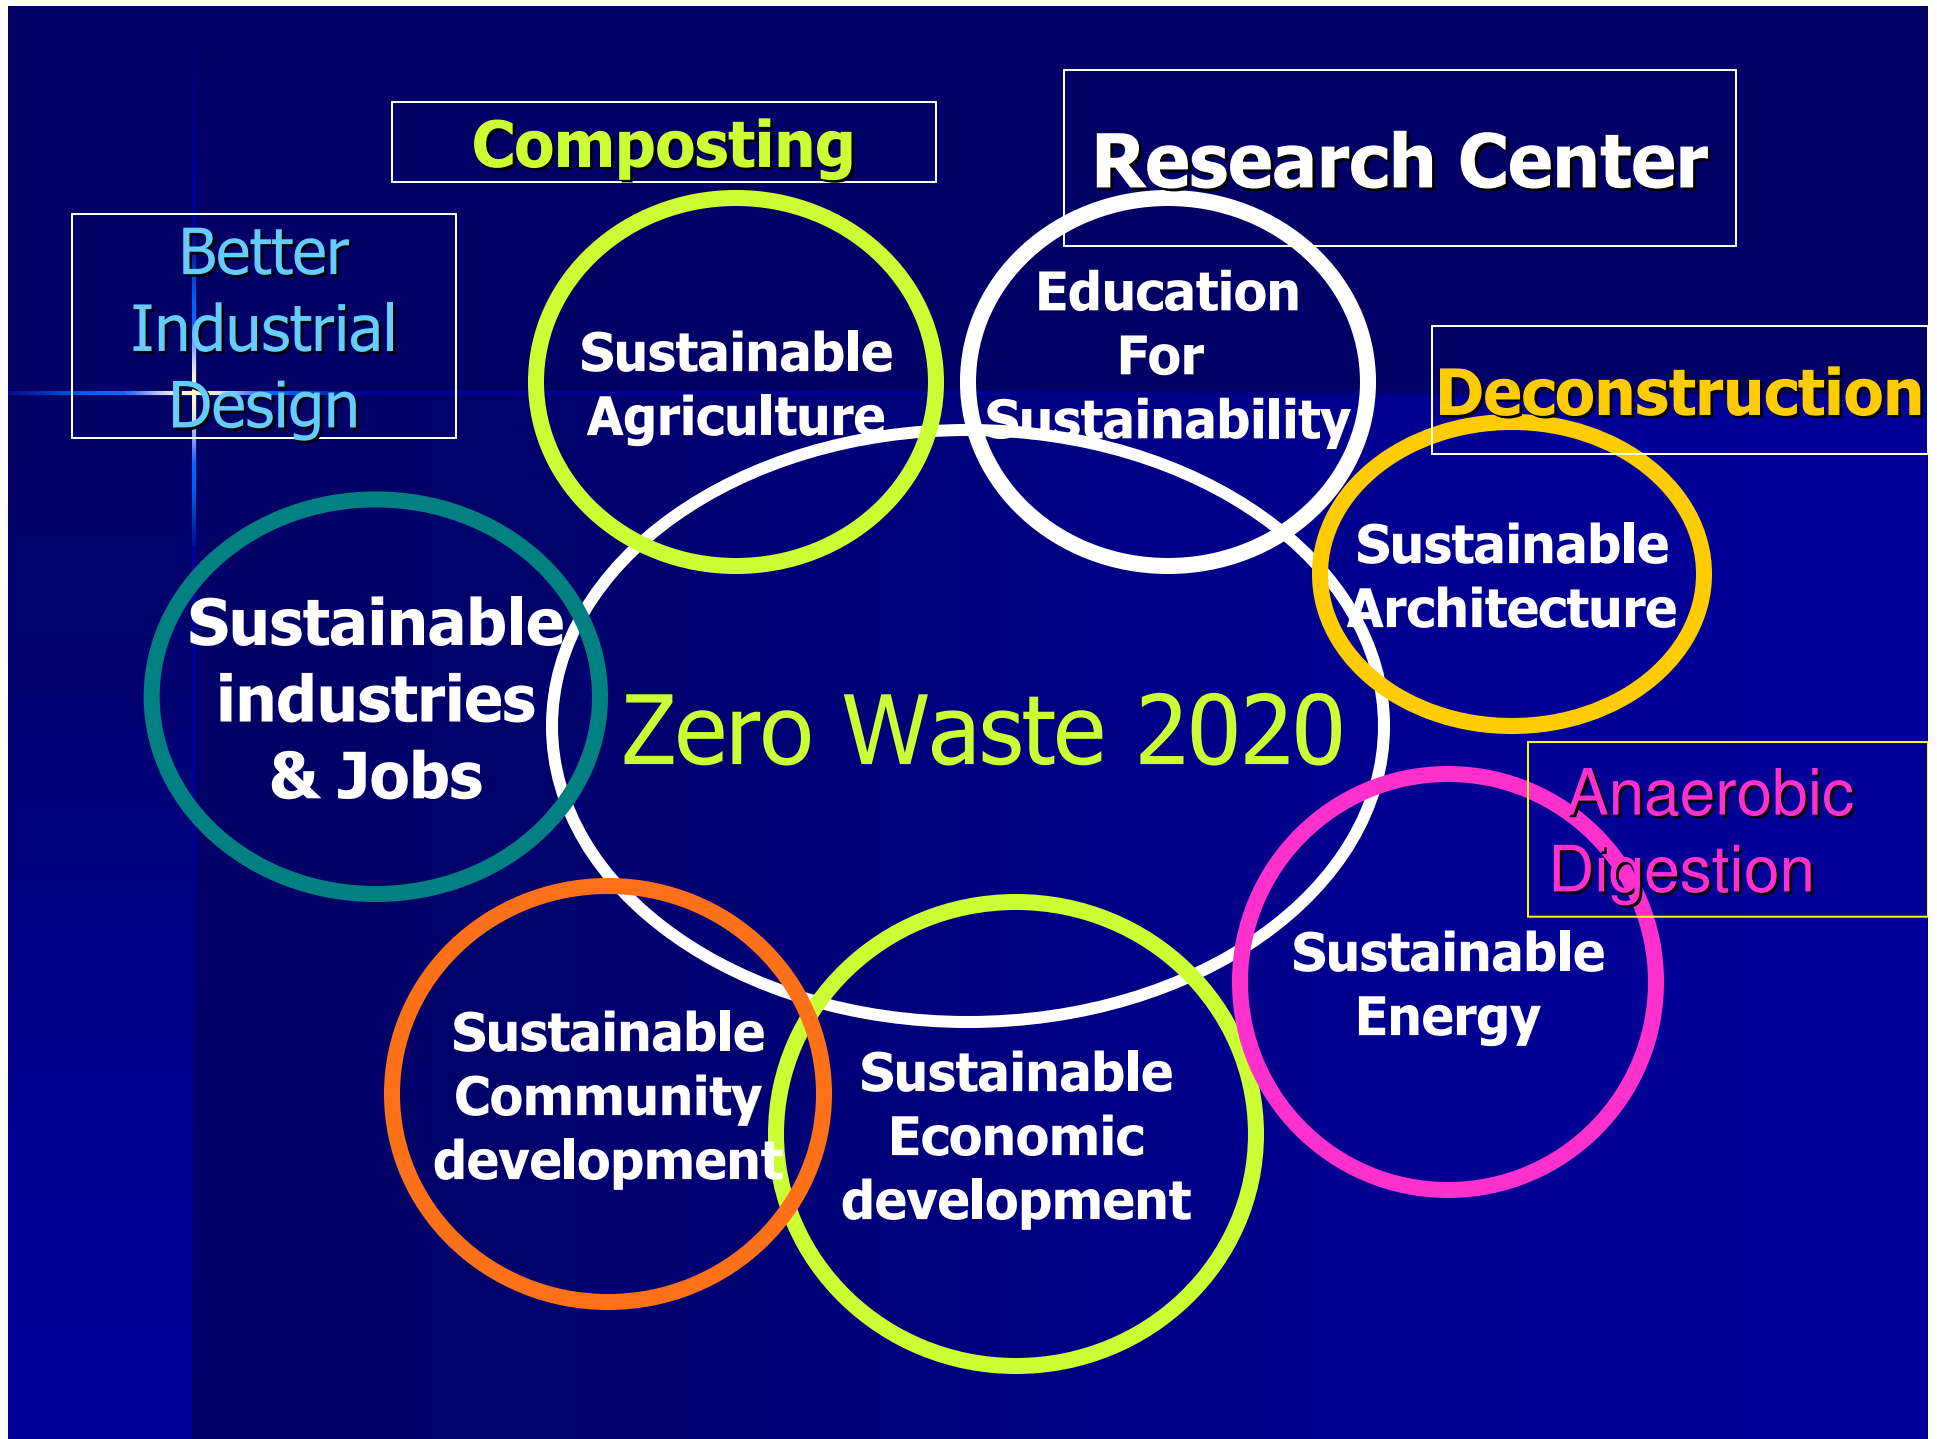 Composting
Research Center
Better
Industrial
Design
Sustainable
Agriculture
Education
For
Sustainability
Deconstruction
Sustainable
Architecture
Sustainable
industries
& Jobs
Zero Waste 2020
Anaerobic
Digestion
Sustainable
Energy
Sustainable
Community
development
Sustainable
Economic
development